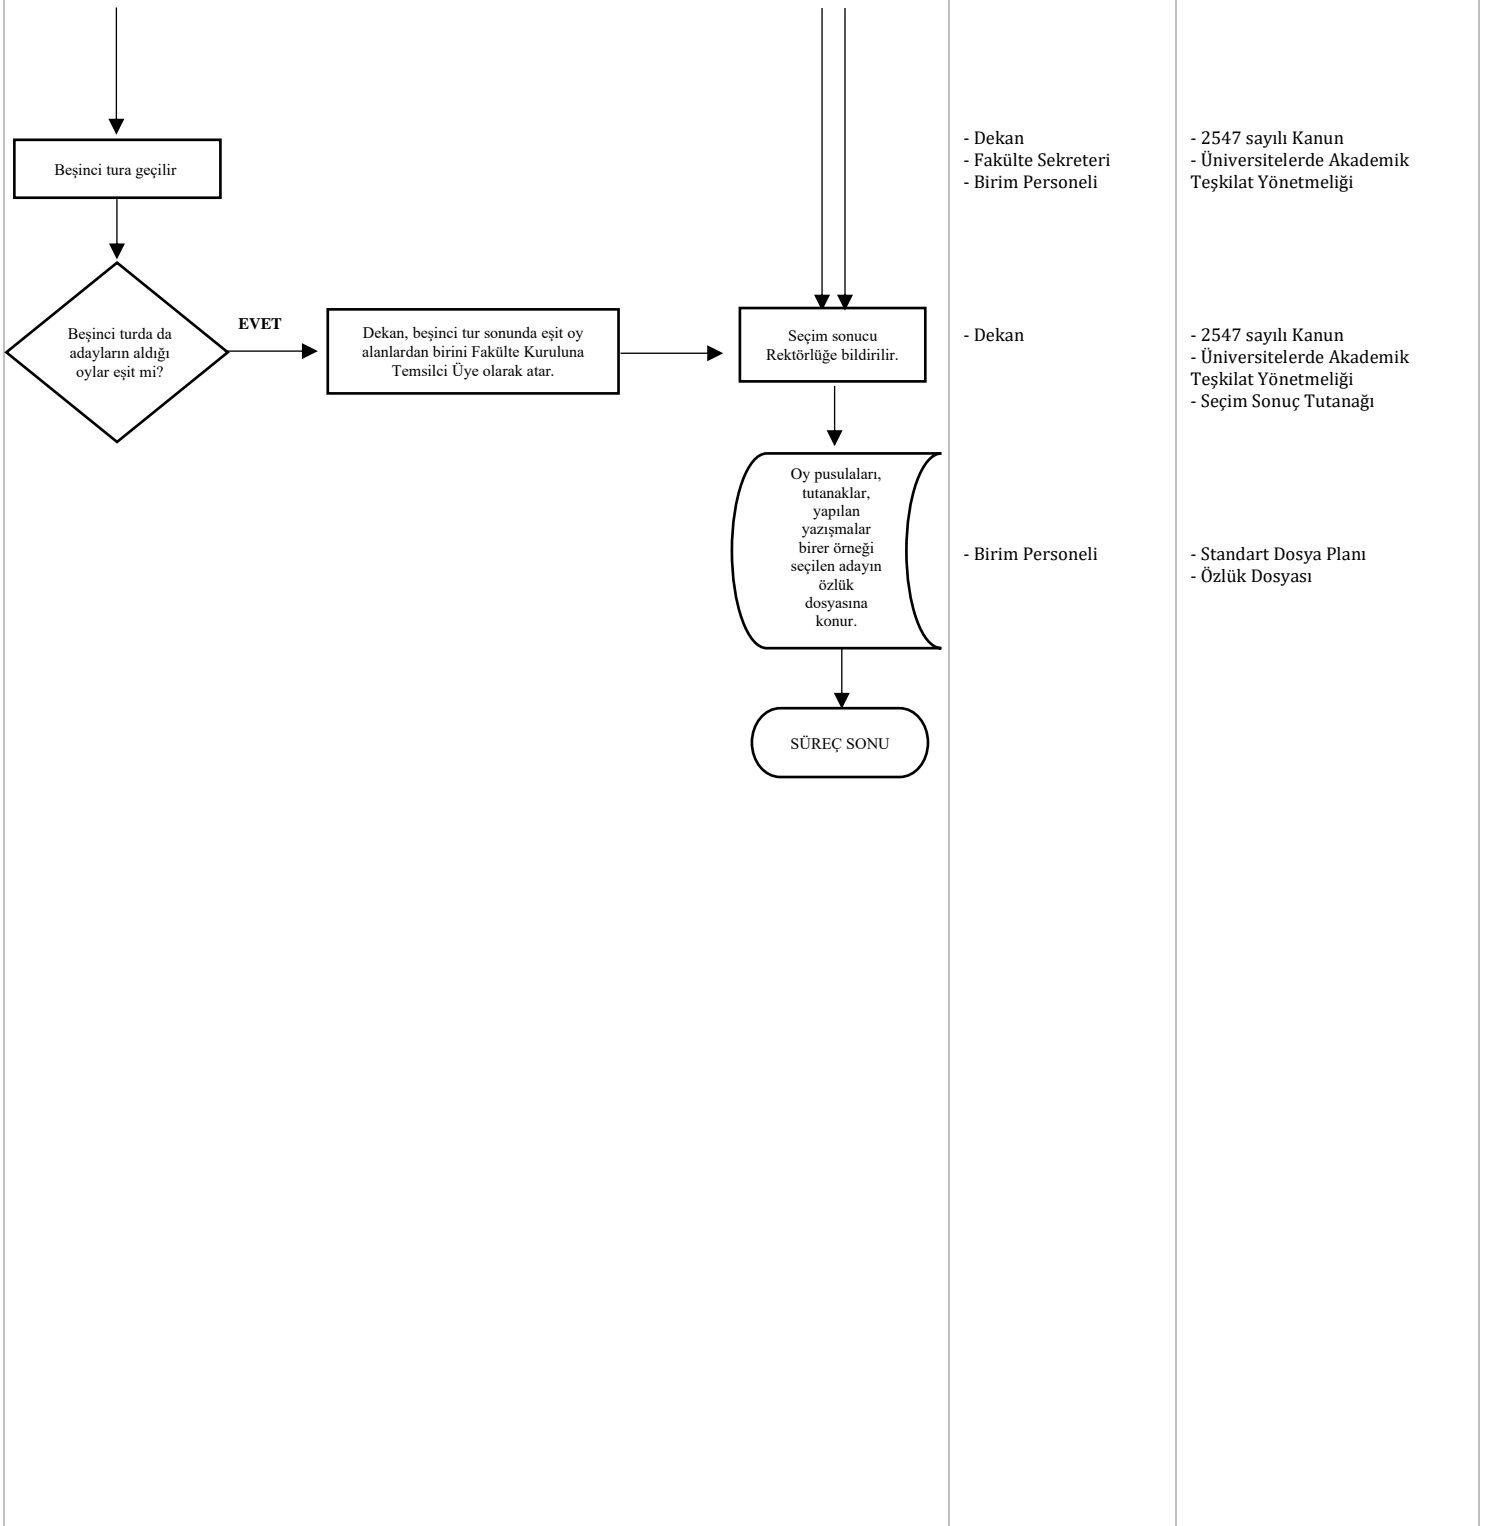 Beşinci tura geçilir
- Dekan
- Fakülte Sekreteri
- Birim Personeli
- 2547 sayılı Kanun
- Üniversitelerde Akademik
Teşkilat Yönetmeliği
Beşinci turda da
adayların aldığı
oylar eşit mi?
EVET
Dekan, beşinci tur sonunda eşit oy
alanlardan birini Fakülte Kuruluna
Temsilci Üye olarak atar.
Seçim sonucu
Rektörlüğe bildirilir.
- Dekan
- 2547 sayılı Kanun
- Üniversitelerde Akademik
Teşkilat Yönetmeliği
- Seçim Sonuç Tutanağı
Oy pusulaları,
tutanaklar,
yapılan
yazışmalar
birer örneği
seçilen adayın
özlük
dosyasına
konur.
- Birim Personeli
- Standart Dosya Planı
- Özlük Dosyası
SÜREÇ SONU